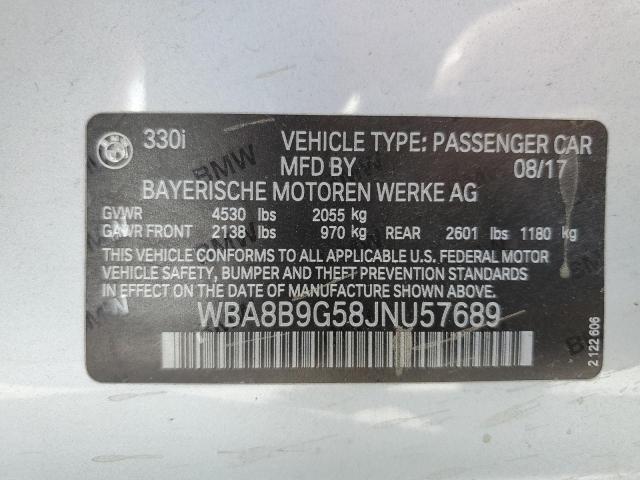 BMW 330i VEHICLE TYPE: PASSENGER CAR
MFD BY 08/17
BAYERISCHE MOTOREN WERKE AG
GVWR 4530 lbs 2055 kg
GAWR FRONT 2138 lbs 970 kg REAR 2601 lbs 1180 kg
THIS VEHICLE CONFORMS TO ALL APPLICABLE U.S. FEDERAL MOTOR
VEHICLE SAFETY, BUMPER AND THEFT PREVENTION STANDARDS
IN EFFECT ON THE DATE OF MANUFACTURE SHOWN ABOVE.
WBA8B9G58JNU57689
2 122 606